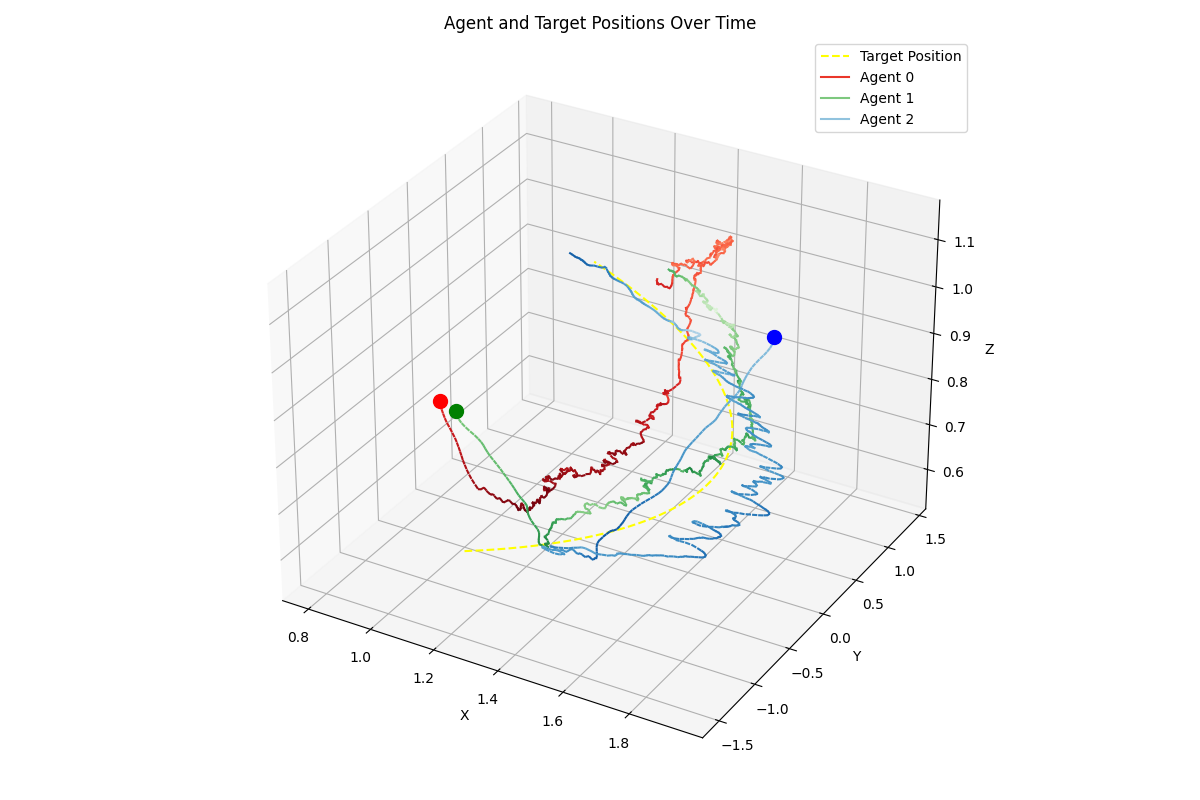 Agent and Target Positions Over Time
Target Position
Agent 0
Agent 1
Agent 2
1.1
1.0
0.9
0.8
0.7
0.6
Z
1.5
1.0
0.5
0.0
−0.5
−1.0
−1.5
Y
0.8
1.0
1.2
1.4
1.6
1.8
X